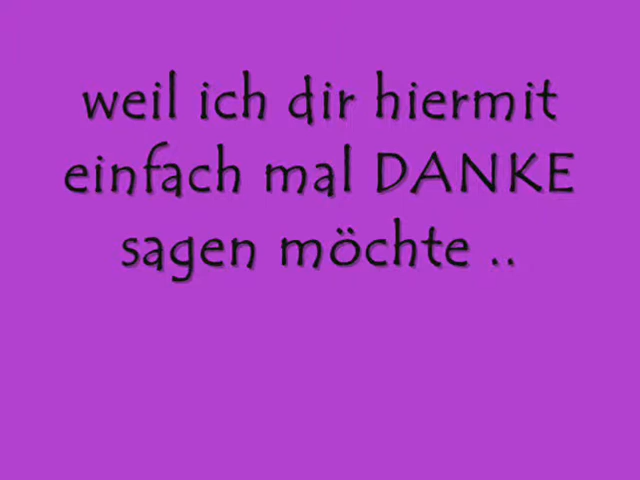 weil ich dir hiermit
einfach mal DANKE
sagen möchte ..